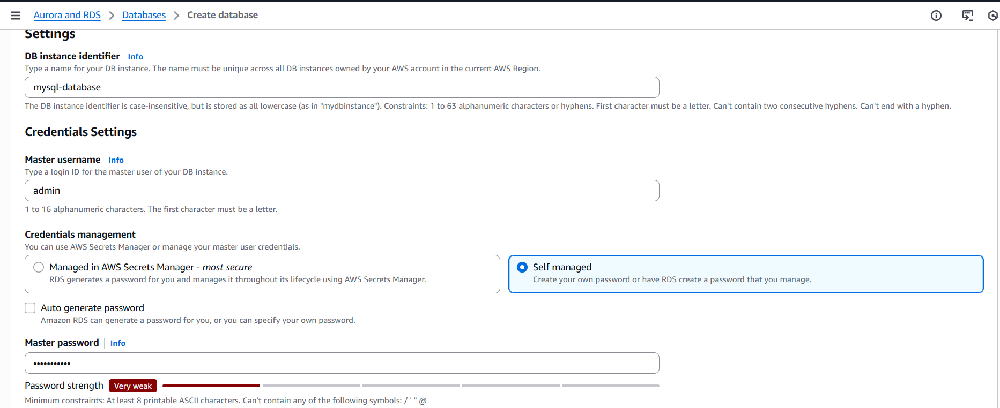 Aurora and RDS > Databases > Create database
Settings
DB instance identifier Info
Type a name for your DB instance. The name must be unique across all DB instances owned by your AWS account in the current AWS Region.
mysql-database
The DB instance identifier is case-insensitive, but is stored as all lowercase (as in "mydbinstance"). Constraints: 1 to 63 alphanumeric characters or hyphens. First character must be a letter. Can't contain two consecutive hyphens. Can't end with a hyphen.
Credentials Settings
Master username Info
Type a login ID for the master user of your DB instance.
admin
1 to 16 alphanumeric characters. The first character must be a letter.
Credentials management
You can use AWS Secrets Manager or manage your master user credentials.
Managed in AWS Secrets Manager - most secure
RDS generates a password for you and manages it throughout its lifecycle using AWS Secrets Manager.
Self managed
Create your own password or have RDS create a password that you manage.
Auto generate password
Amazon RDS can generate a password for you, or you can specify your own password.
Master password Info
•••••••••••
Password strength Very weak
Minimum constraints: At least 8 printable ASCII characters. Can't contain any of the following symbols: / ' " @